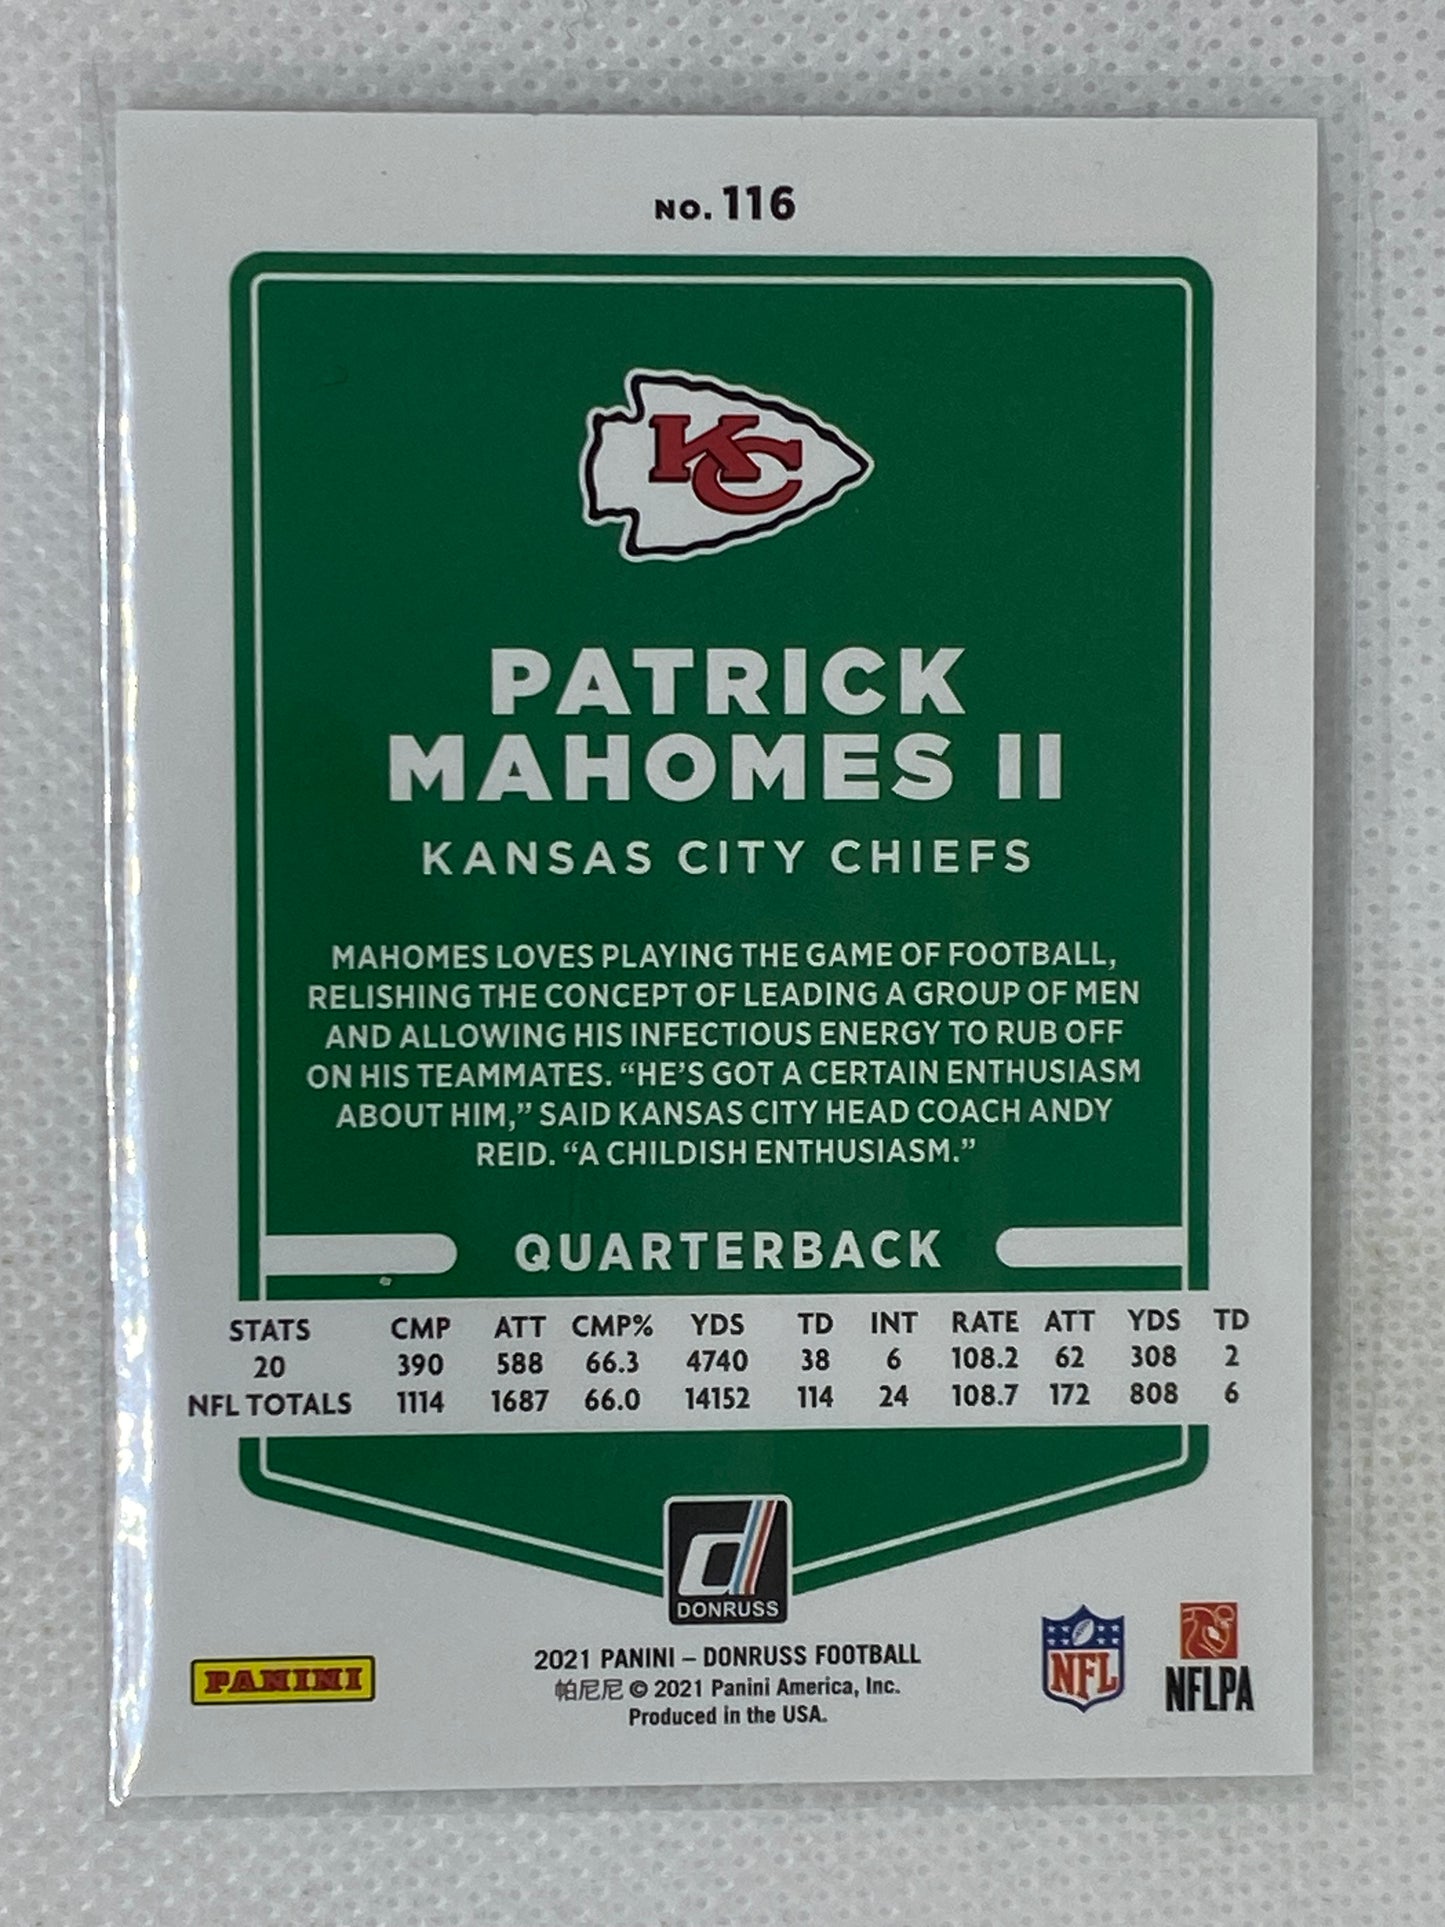 NO. 116
KC
PATRICK
MAHOMES II
KANSAS CITY CHIEFS
MAHOMES LOVES PLAYING THE GAME OF FOOTBALL,
RELISHING THE CONCEPT OF LEADING A GROUP OF MEN
AND ALLOWING HIS INFECTIOUS ENERGY TO RUB OFF
ON HIS TEAMMATES. “HE’S GOT A CERTAIN ENTHUSIASM
ABOUT HIM,” SAID KANSAS CITY HEAD COACH ANDY
REID. “A CHILDISH ENTHUSIASM.”
QUARTERBACK
STATS CMP ATT CMP% YDS TD INT RATE ATT YDS TD
20 390 588 66.3 4740 38 6 108.2 62 308 2
NFL TOTALS 1114 1687 66.0 14152 114 24 108.7 172 808 6
d
DONRUSS
PANINI
2021 PANINI – DONRUSS FOOTBALL
帕尼尼 © 2021 Panini America, Inc.
Produced in the USA.
NFL
NFLPA